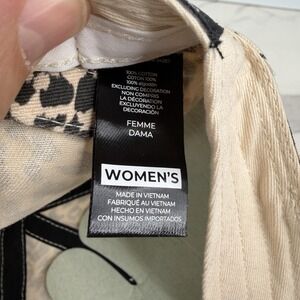 100% COTTON
100% COTON
100% algodón
EXCLUDING DECORATION
NON COMPRIS
LA DÉCORATION
EXCLUYENDO LA
DECORACIÓN
FEMME
DAMA
WOMEN'S
MADE IN VIETNAM
FABRIQUÉ AU VIETNAM
HECHO EN VIETNAM
CON INSUMOS IMPORTADOS